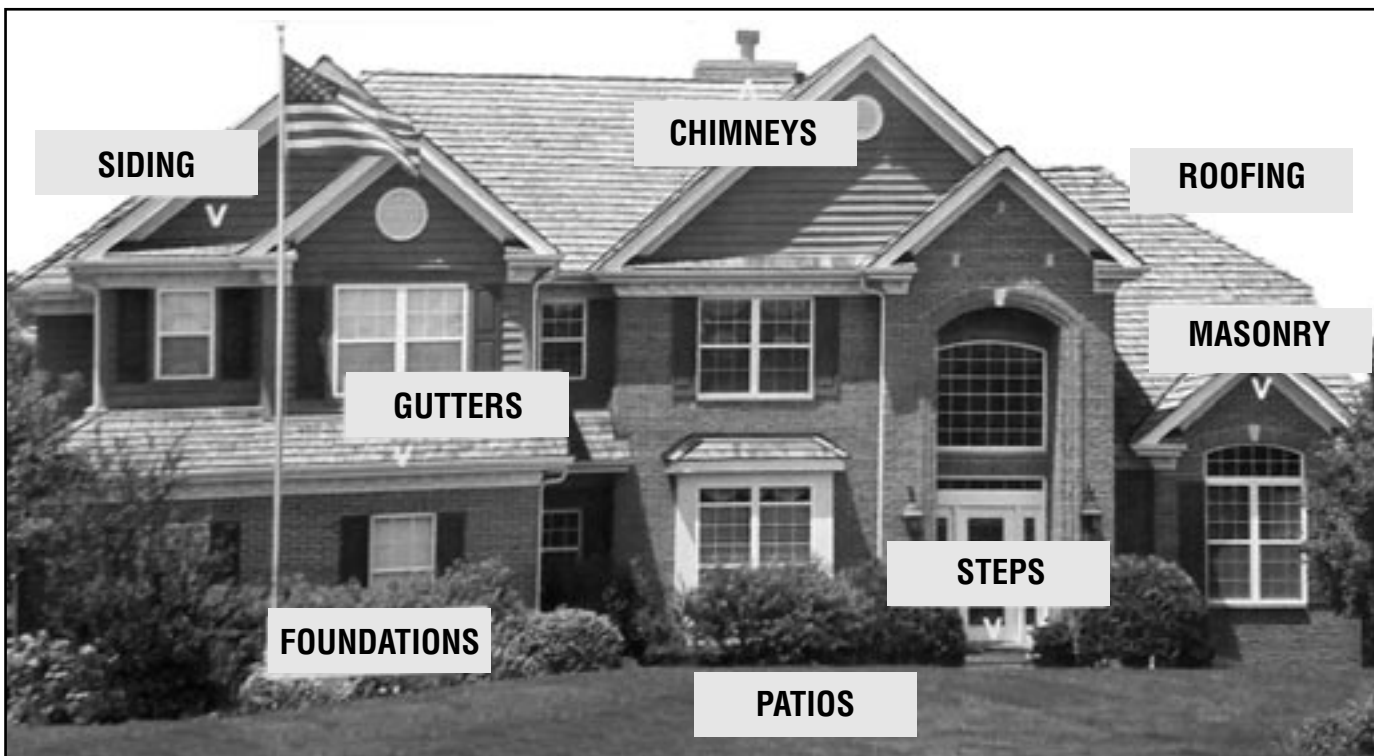 CHIMNEYS
SIDING
ROOFING
MASONRY
GUTTERS
STEPS
FOUNDATIONS
PATIOS